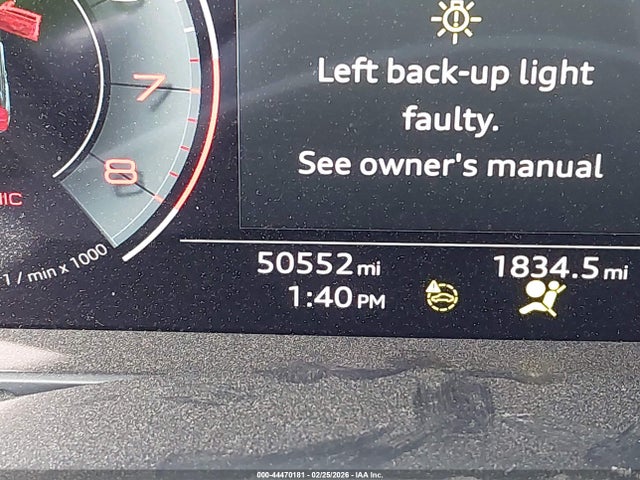 Left back-up light
faulty.
See owner's manual
7
8
1 / min x 1000
50552 mi
1834.5 mi
1:40 PM
000-44470181 - 02/25/2026 - IAA Inc.